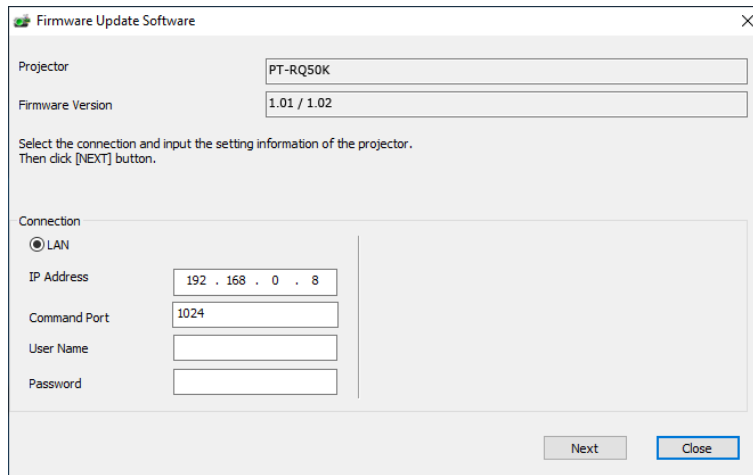 Firmware Update Software
Projector PT-RQ50K
Firmware Version 1.01 / 1.02
Select the connection and input the setting information of the projector.
Then click [NEXT] button.
Connection
LAN
IP Address 192 . 168 . 0 . 8
Command Port 1024
User Name
Password
Next Close